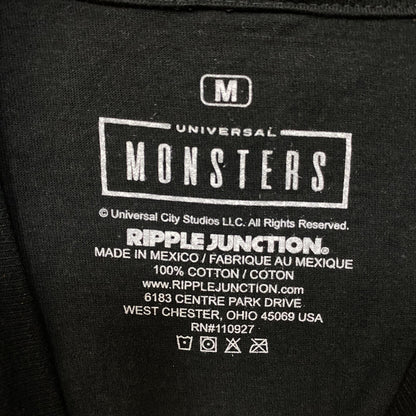 M
UNIVERSAL
MONSTERS
© Universal City Studios LLC. All Rights Reserved.
RIPPLE JUNCTION®
MADE IN MEXICO / FABRIQUE AU MEXIQUE
100% COTTON / COTON
www.RIPPLEJUNCTION.com
6183 CENTRE PARK DRIVE
WEST CHESTER, OHIO 45069 USA
RN#110927